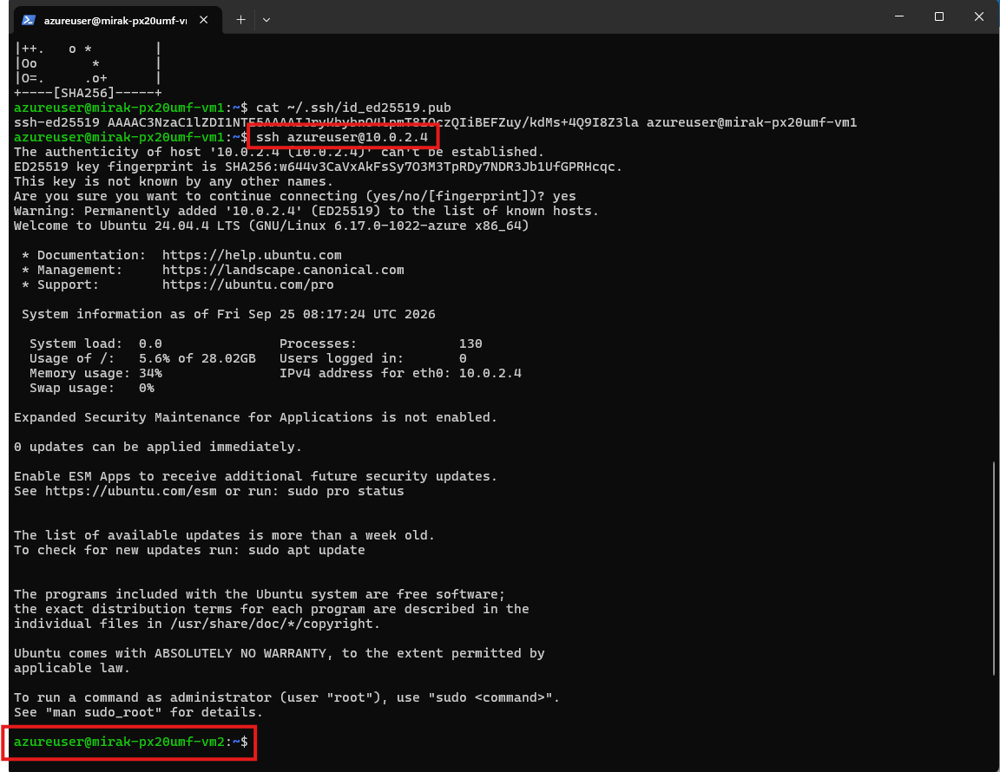 azureuser@mirak-px20umf-vm
|++.   o *        |
|Oo       *       |
|O=.     .o+      |
+----[SHA256]-----+
azureuser@mirak-px20umf-vm1:~$ cat ~/.ssh/id_ed25519.pub
ssh-ed25519 azureuser@mirak-px20umf-vm1
azureuser@mirak-px20umf-vm1:~$ ssh azureuser@10.0.2.4
The authenticity of host '10.0.2.4 (10.0.2.4)' can't be established.
ED25519 key fingerprint is SHA256:w644v3CaVxAkFsSy7O3M3TpRDy7NDR3Jb1UfGPRHcqc.
This key is not known by any other names.
Are you sure you want to continue connecting (yes/no/[fingerprint])? yes
Warning: Permanently added '10.0.2.4' (ED25519) to the list of known hosts.
Welcome to Ubuntu 24.04.4 LTS (GNU/Linux 6.17.0-1022-azure x86_64)
 * Documentation:  https://help.ubuntu.com
 * Management:     https://landscape.canonical.com
 * Support:        https://ubuntu.com/pro
 System information as of Fri Sep 25 08:17:24 UTC 2026
  System load:  0.0               Processes:             130
  Usage of /:   5.6% of 28.02GB   Users logged in:       0
  Memory usage: 34%               IPv4 address for eth0: 10.0.2.4
  Swap usage:   0%
Expanded Security Maintenance for Applications is not enabled.
0 updates can be applied immediately.
Enable ESM Apps to receive additional future security updates.
See https://ubuntu.com/esm or run: sudo pro status
The list of available updates is more than a week old.
To check for new updates run: sudo apt update
The programs included with the Ubuntu system are free software;
the exact distribution terms for each program are described in the
individual files in /usr/share/doc/*/copyright.
Ubuntu comes with ABSOLUTELY NO WARRANTY, to the extent permitted by
applicable law.
To run a command as administrator (user "root"), use "sudo <command>".
See "man sudo_root" for details.
azureuser@mirak-px20umf-vm2:~$